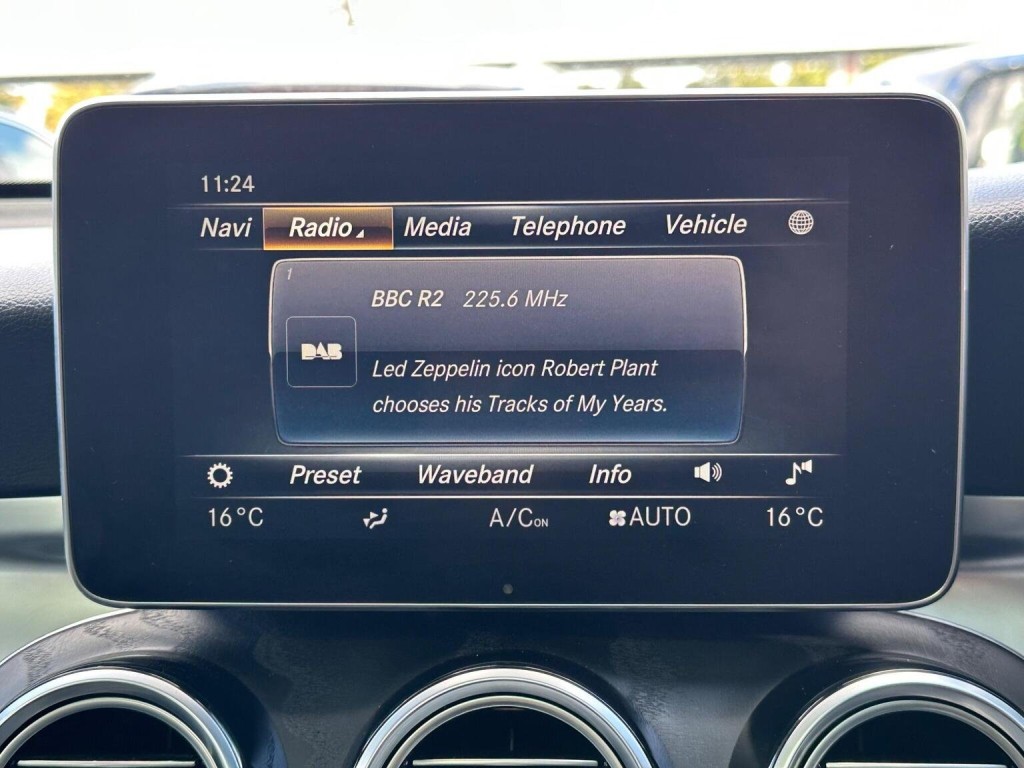 11:24
Navi Radio Media Telephone Vehicle
1
BBC R2 225.6 MHz
DAB
Led Zeppelin icon Robert Plant
chooses his Tracks of My Years.
Preset Waveband Info
16°C A/C ON AUTO 16°C